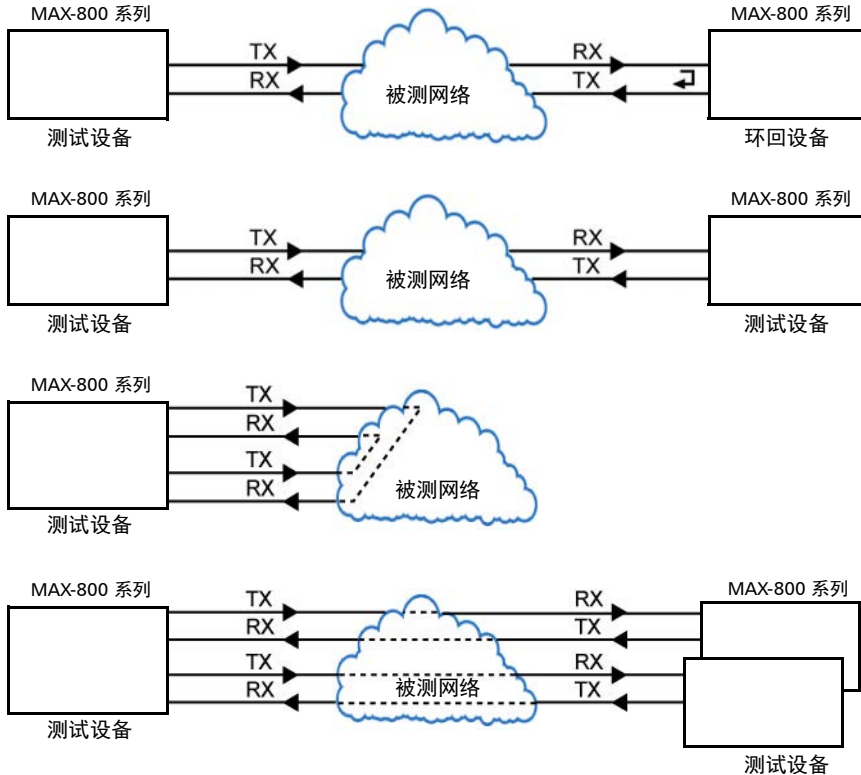 MAX-800 系列
MAX-800 系列
TX
RX
RX
TX
被测网络
测试设备
环回设备
MAX-800 系列
MAX-800 系列
TX
RX
RX
TX
被测网络
测试设备
测试设备
MAX-800 系列
TX
RX
TX
RX
被测网络
测试设备
MAX-800 系列
MAX-800 系列
TX
RX
RX
TX
TX
RX
RX
TX
被测网络
测试设备
测试设备